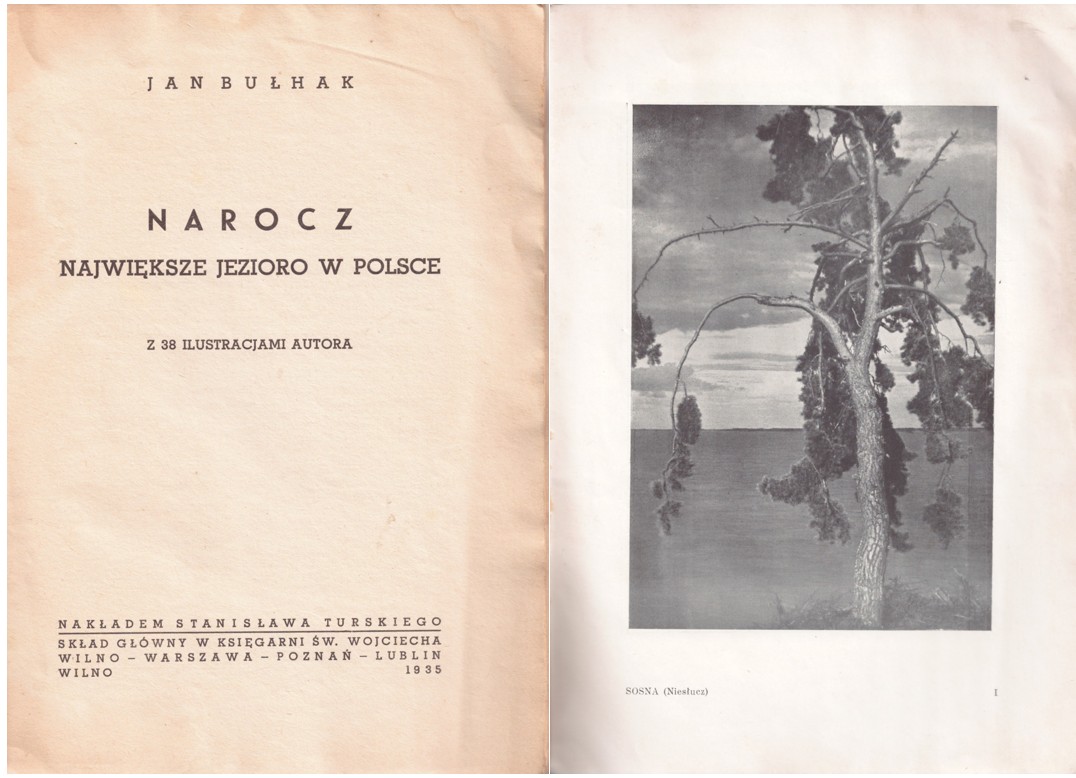 JAN BUŁHAK
NAROCZ
NAJWIĘKSZE JEZIORO W POLSCE
Z 38 ILUSTRACJAMI AUTORA
NAKŁADEM STANISŁAWA TURSKIEGO
SKŁAD GŁÓWNY W KSIĘGARNI ŚW. WOJCIECHA
WILNO – WARSZAWA – POZNAŃ – LUBLIN
WILNO 1935
SOSNA (Niesłucz) I